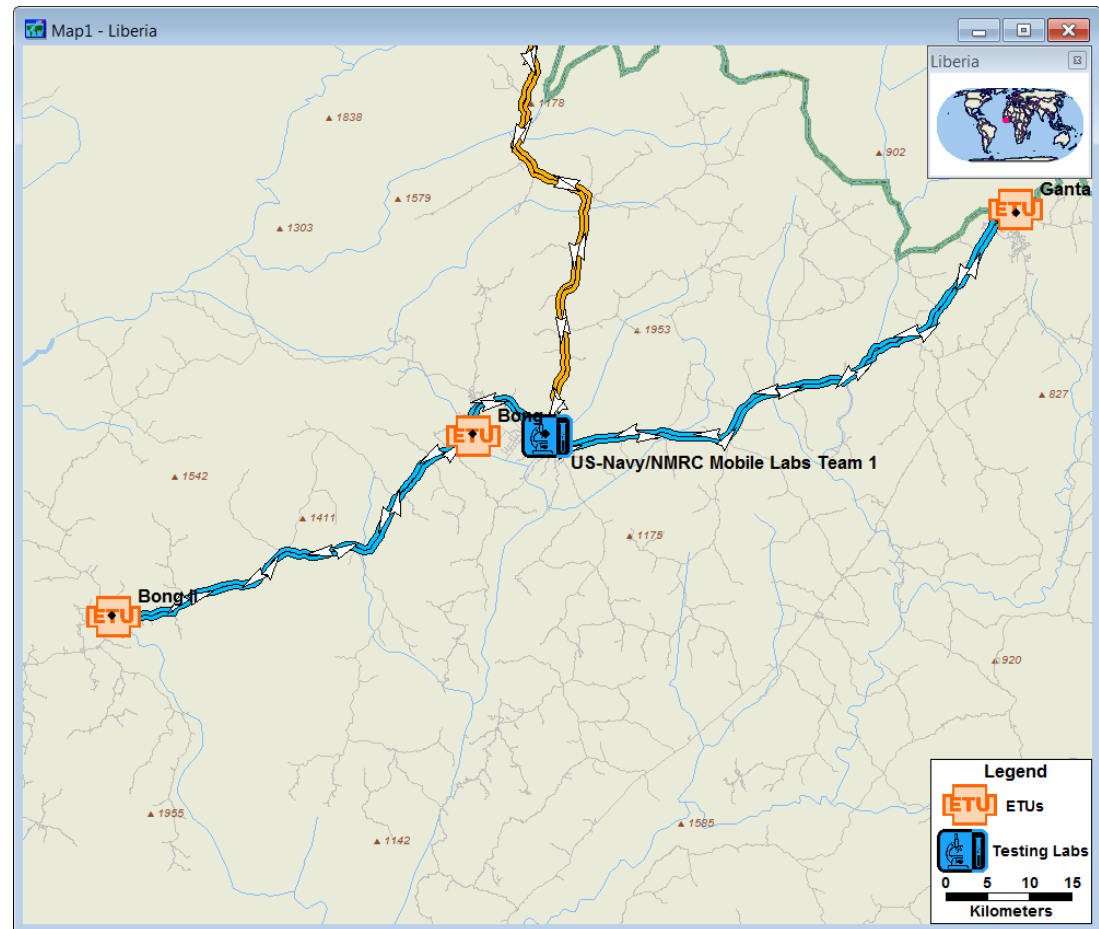 Map1 - Liberia
Liberia
1178
1838
902
1579
Ganta
ETU
1303
1953
827
Bong
ETU
US-Navy/NMRC Mobile Labs Team 1
1542
1411
1175
Bong II
ETU
920
1955
1142
1585
Legend
ETU ETUs
Testing Labs
0 5 10 15
Kilometers